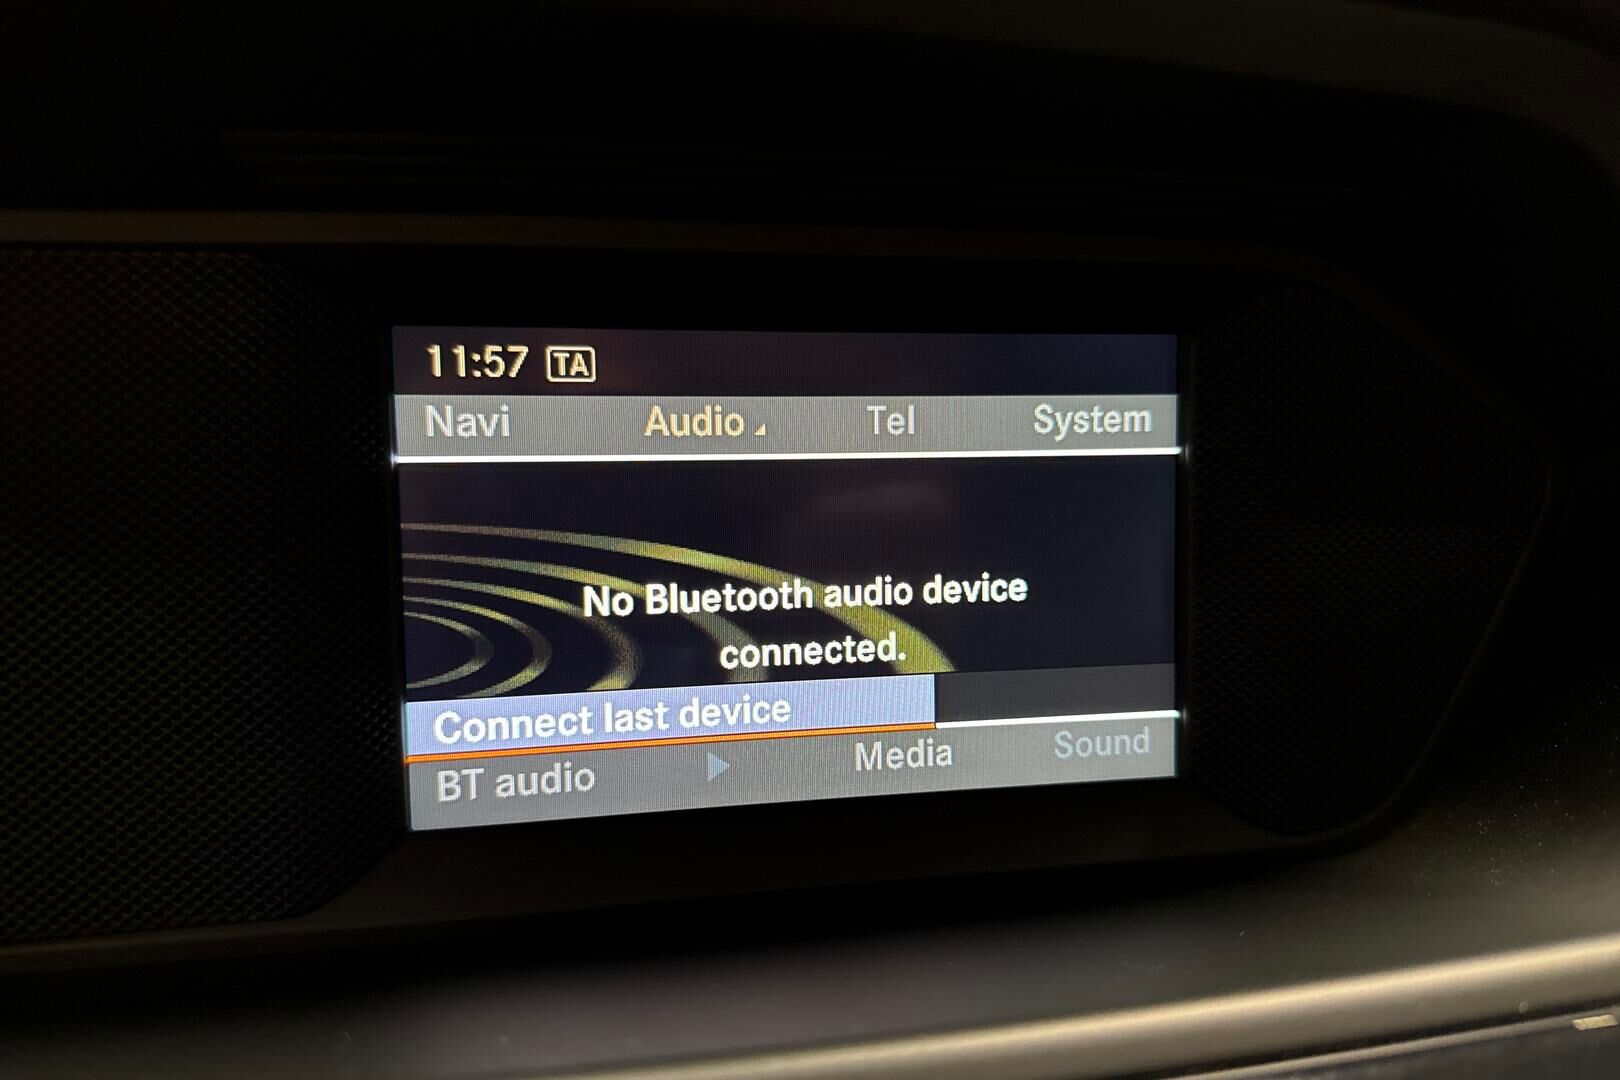 11:57 TA
Navi Audio Tel System
No Bluetooth audio device
connected.
Connect last device
BT audio Media Sound